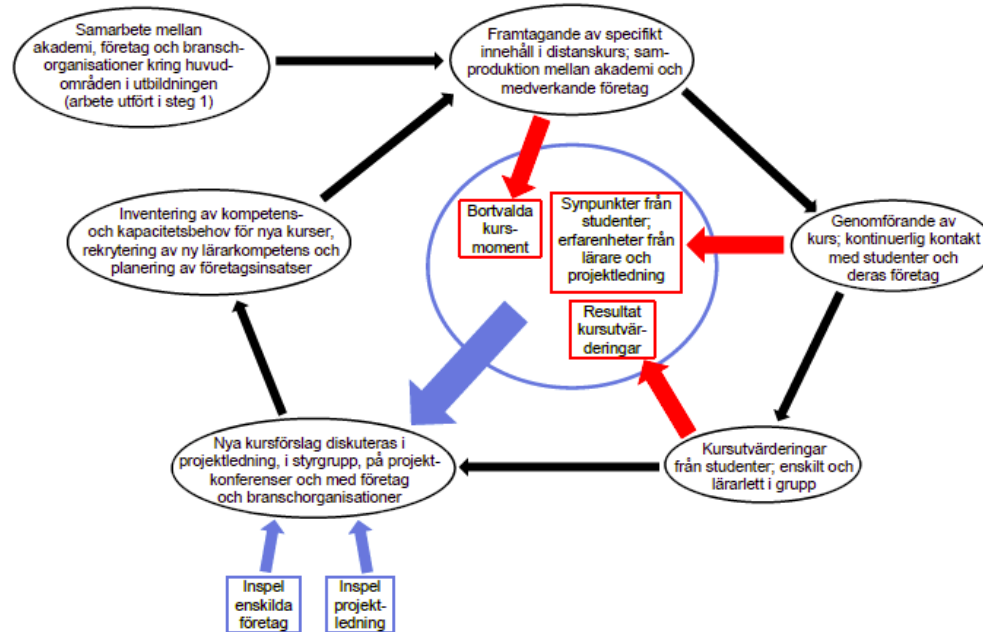 Samarbete mellan
akademi, företag och bransch-
organisationer kring huvud-
områden i utbildningen
(arbete utfört i steg 1)
Framtagande av specifikt
innehåll i distanskurs; sam-
produktion mellan akademi och
medverkande företag
Inventering av kompetens-
och kapacitetsbehov för nya kurser,
rekrytering av ny lärarkompetens och
planering av företagsinsatser
Bortvalda
kurs-
moment
Synpunkter från
studenter;
erfarenheter från
lärare och
projektledning
Genomförande av
kurs; kontinuerlig kontakt
med studenter och
deras företag
Resultat
kursutvär-
deringar
Nya kursförslag diskuteras i
projektledning, i styrgrupp, på projekt-
konferenser och med företag
och branschorganisationer
Kursutvärderingar
från studenter; enskilt och
lärarlett i grupp
Inspel
enskilda
företag
Inspel
projekt-
ledning